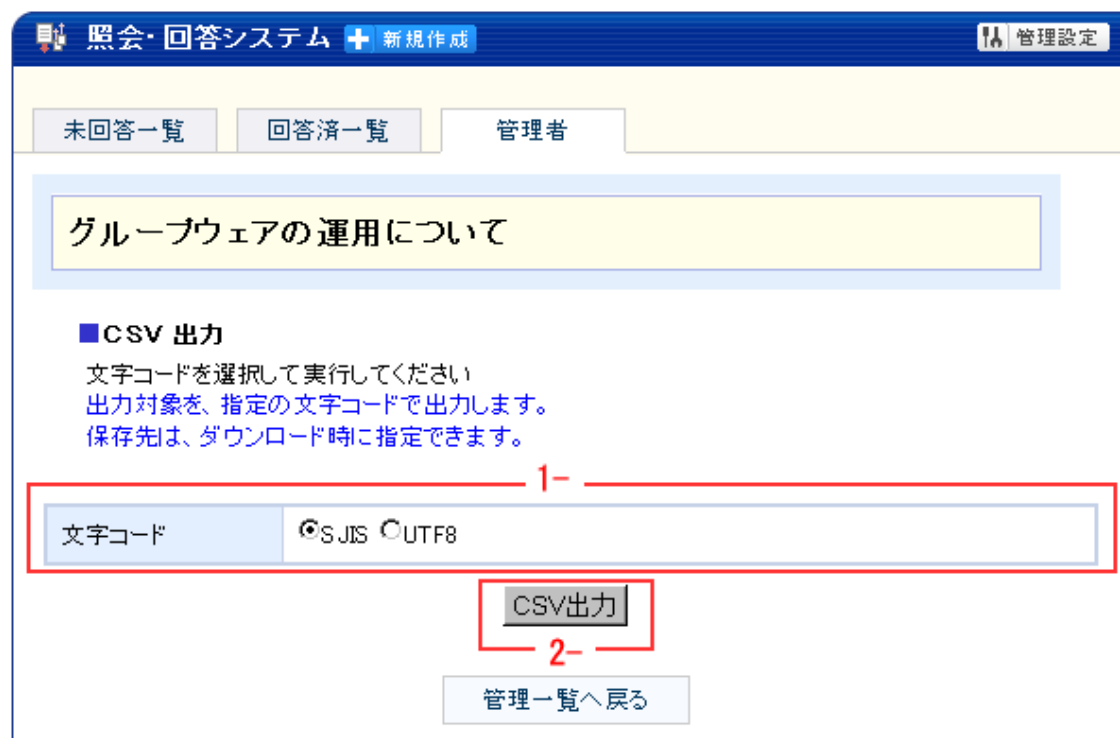 照会・回答システム 新規作成 管理設定
未回答一覧 回答済一覧 管理者
グループウェアの運用について
■CSV 出力
文字コードを選択して実行してください
出力対象を、指定の文字コードで出力します。
保存先は、ダウンロード時に指定できます。
1-
文字コード SJIS UTF8
CSV出力
2-
管理一覧へ戻る